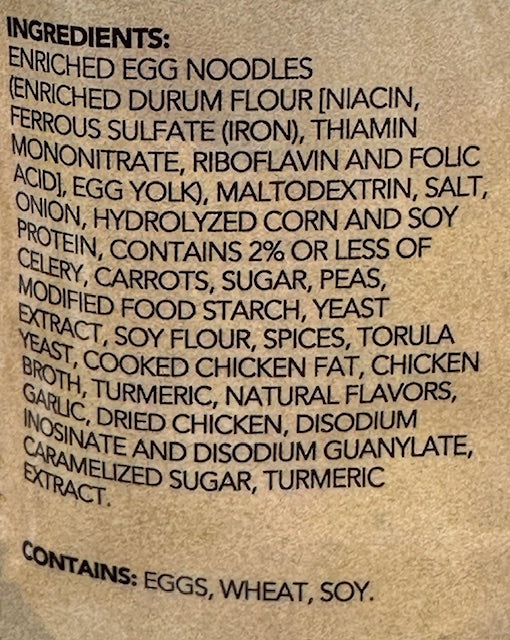 INGREDIENTS:
ENRICHED EGG NOODLES
(ENRICHED DURUM FLOUR [NIACIN,
FERROUS SULFATE (IRON), THIAMIN
MONONITRATE, RIBOFLAVIN AND FOLIC
ACID], EGG YOLK), MALTODEXTRIN, SALT,
ONION, HYDROLYZED CORN AND SOY
PROTEIN, CONTAINS 2% OR LESS OF
CELERY, CARROTS, SUGAR, PEAS,
MODIFIED FOOD STARCH, YEAST
EXTRACT, SOY FLOUR, SPICES, TORULA
YEAST, COOKED CHICKEN FAT, CHICKEN
BROTH, TURMERIC, NATURAL FLAVORS,
GARLIC, DRIED CHICKEN, DISODIUM
INOSINATE AND DISODIUM GUANYLATE,
CARAMELIZED SUGAR, TURMERIC
EXTRACT.
CONTAINS: EGGS, WHEAT, SOY.